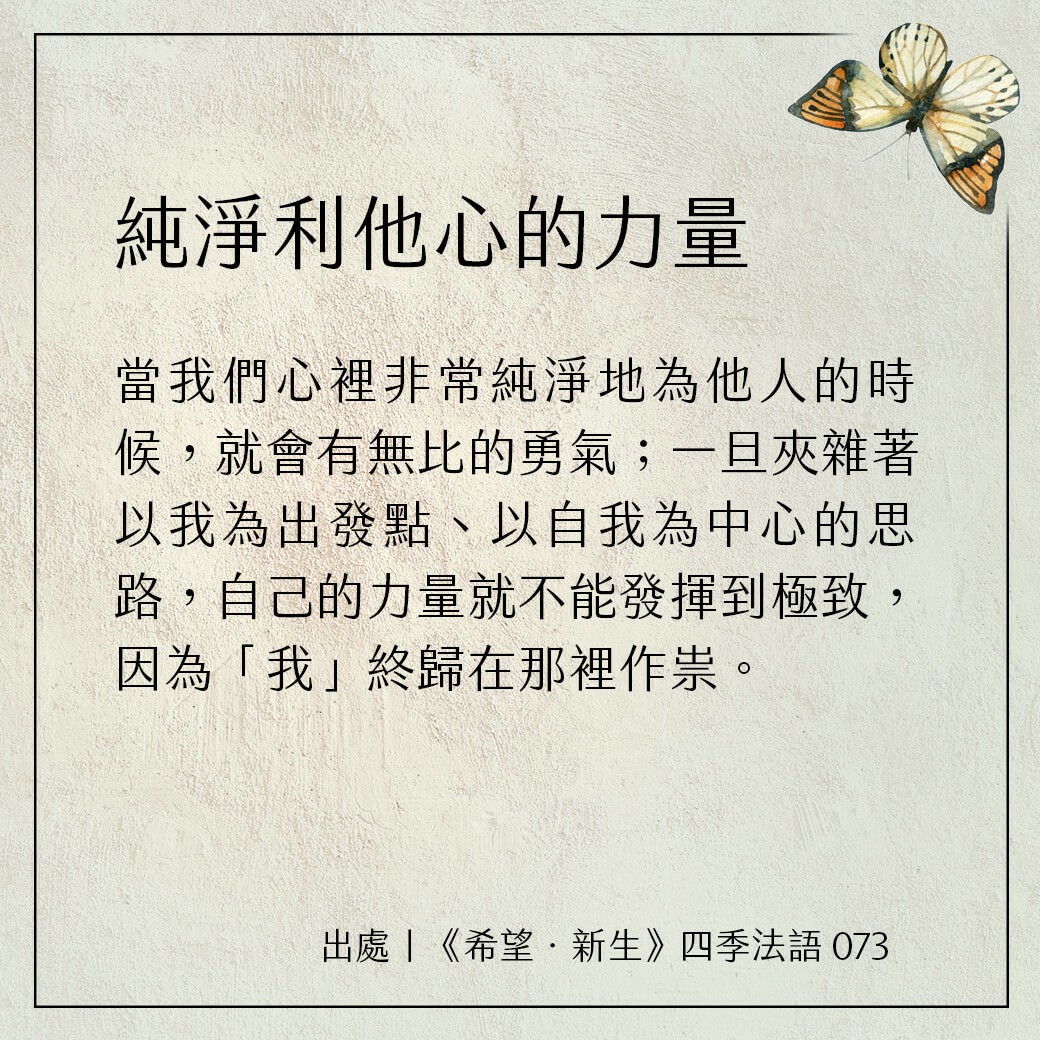 純淨利他心的力量
當我們心裡非常純淨地為他人的時
候，就會有無比的勇氣；一旦夾雜著
以我為出發點、以自我為中心的思
路，自己的力量就不能發揮到極致，
因為「我」終歸在那裡作祟。
出處｜《希望．新生》四季法語 073